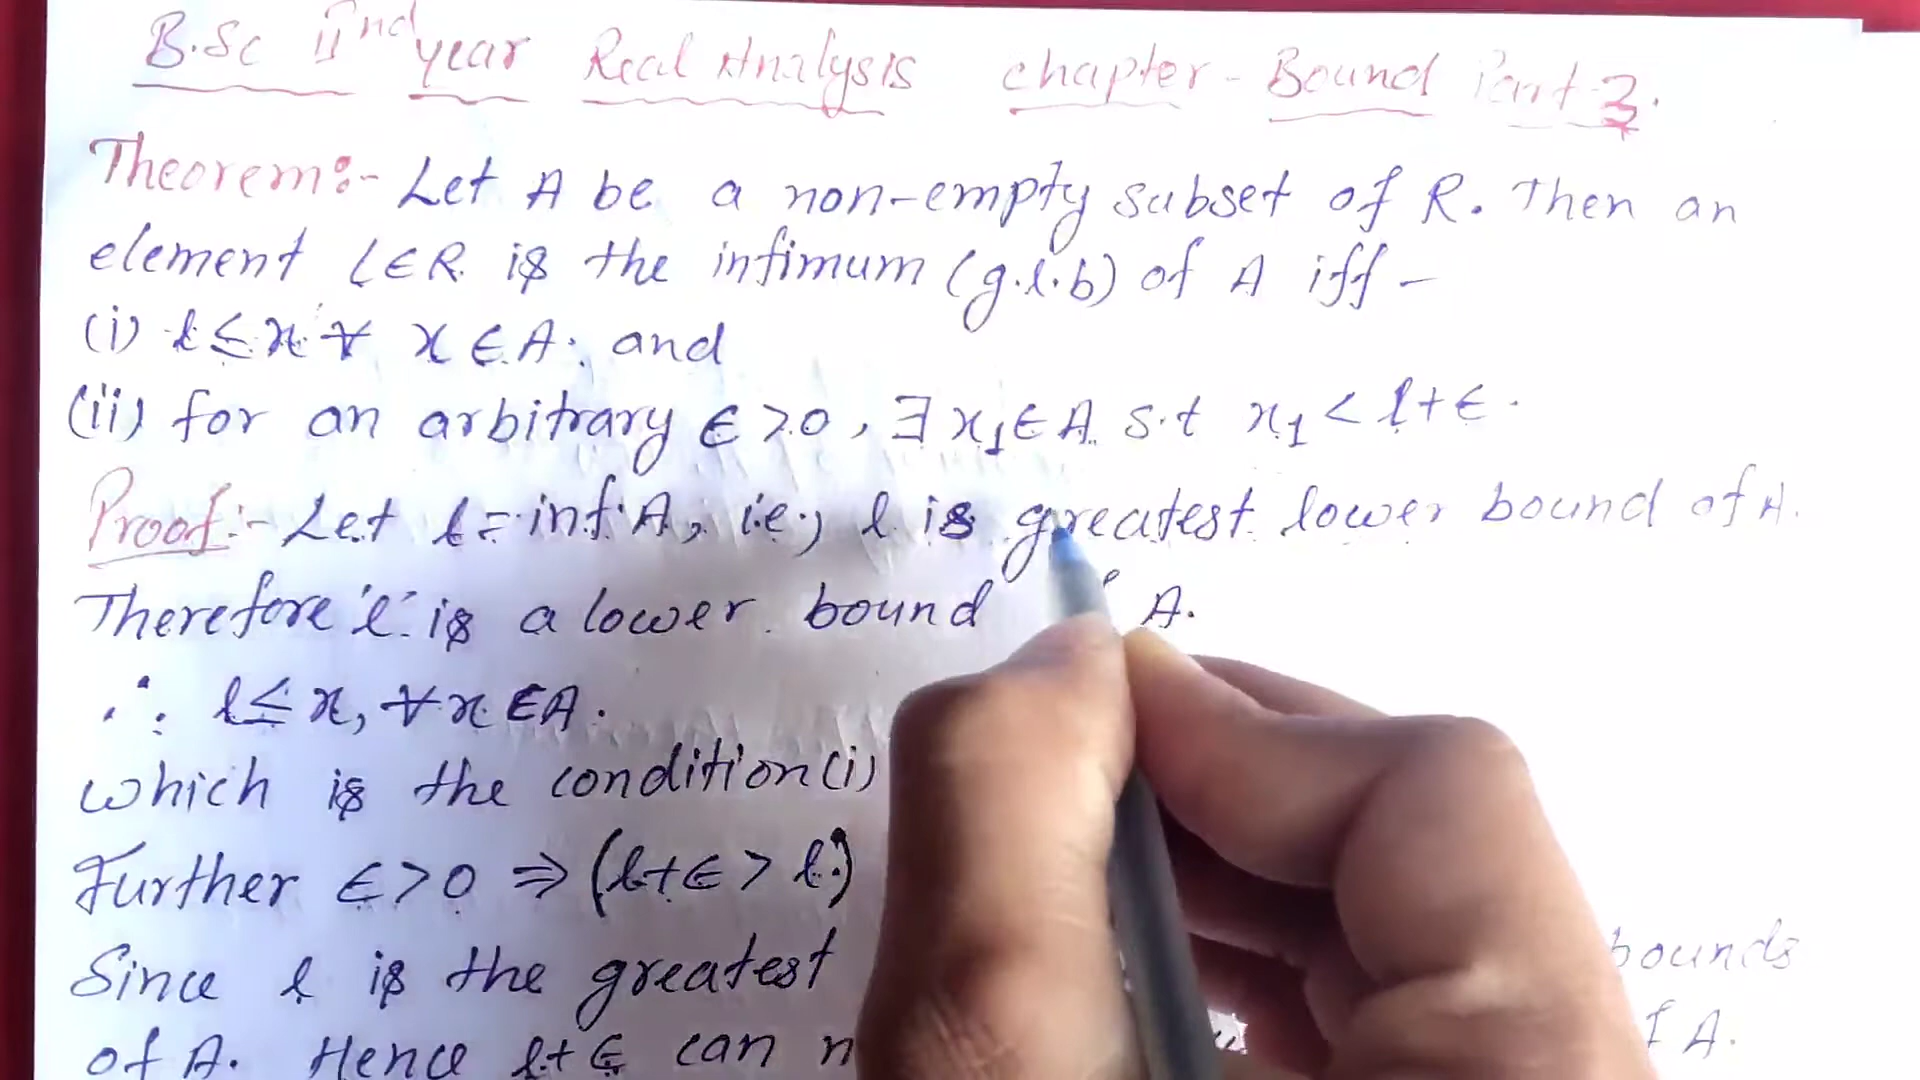 B.Sc IInd year Real Analysis chapter - Bound Part-3.
Theorem:- Let A be a non-empty subset of R. Then an
element l∈R is the infimum (g.l.b) of A iff -
(i) l≤x ∀ x∈A. and
(ii) for an arbitrary ϵ>0, ∃ x₁∈A s.t x₁<l+ϵ.
Proof:- Let l=inf.A, i.e., l is greatest lower bound of A.
Therefore 'l' is a lower bound A.
∴ l≤x, ∀x∈A.
which is the condition(i)
Further ϵ>0 ⇒ (l+ϵ>l.)
Since l is the greatest bounds
of A. Hence l+ϵ can A.